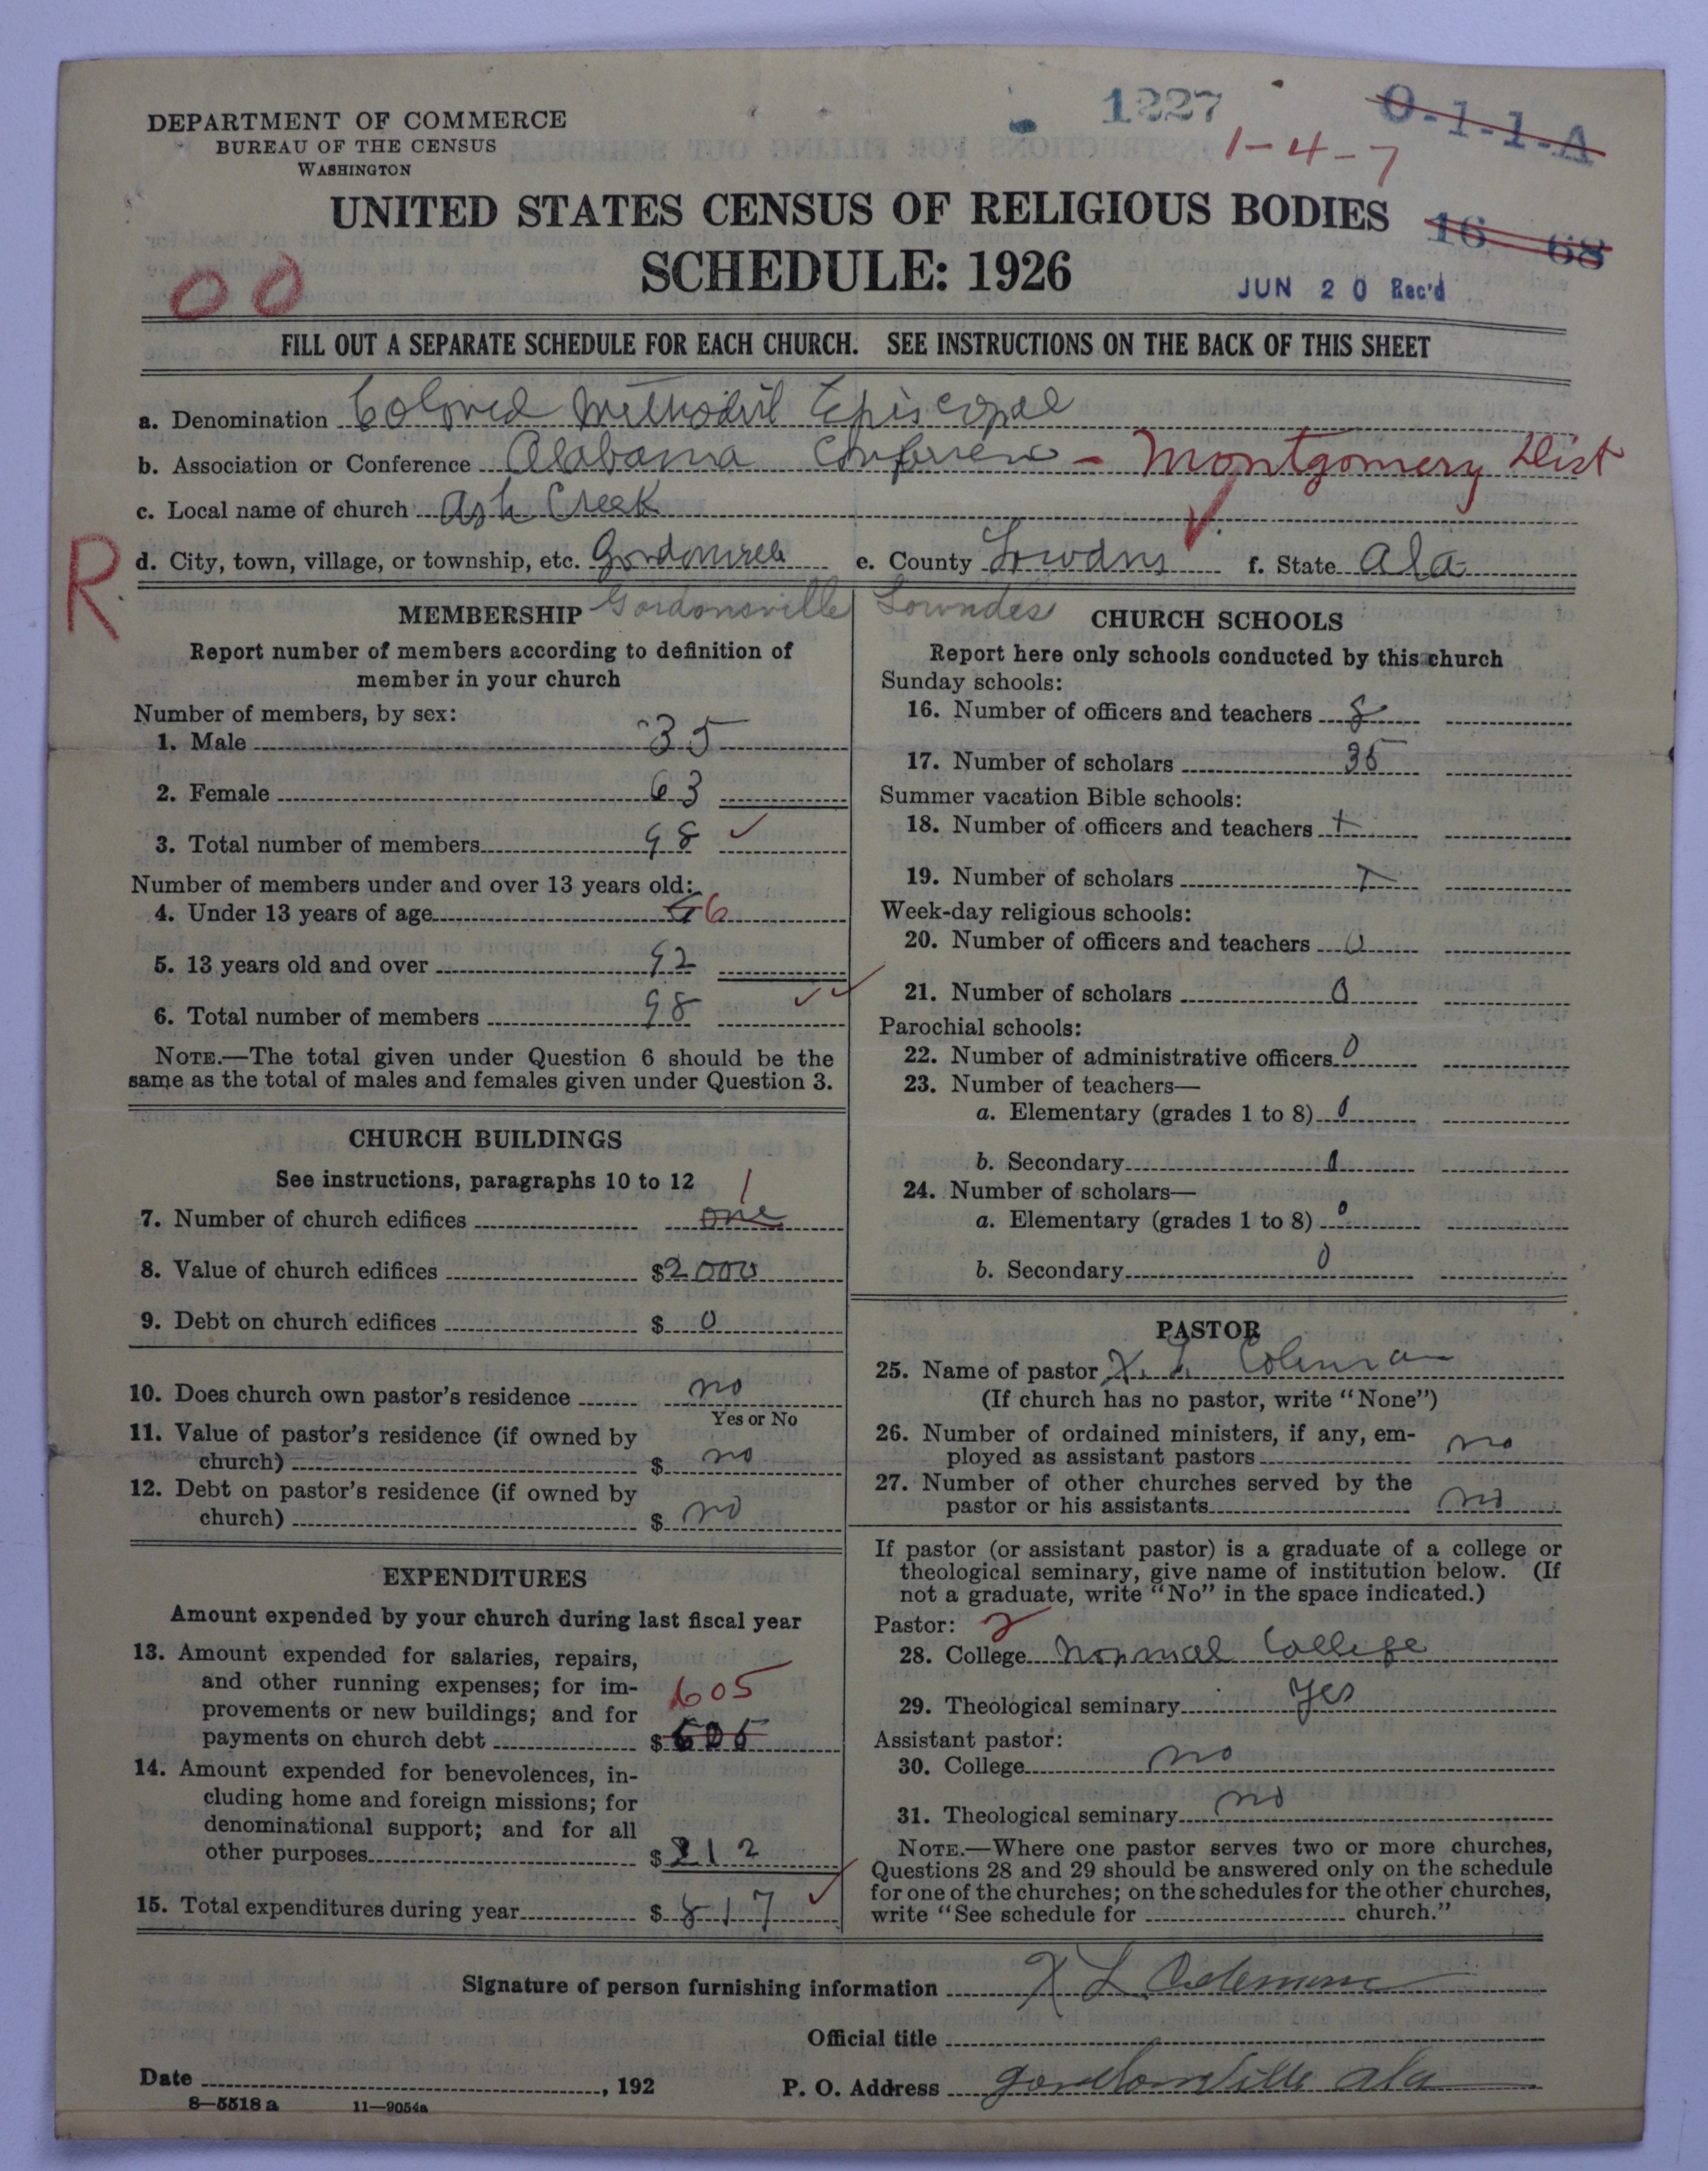 DEPARTMENT OF COMMERCE
BUREAU OF THE CENSUS
WASHINGTON
1227
1-4-7
0-1-1-A
UNITED STATES CENSUS OF RELIGIOUS BODIES
16 68
SCHEDULE: 1926
JUN 20 Rec'd
00
FILL OUT A SEPARATE SCHEDULE FOR EACH CHURCH. SEE INSTRUCTIONS ON THE BACK OF THIS SHEET
a. Denomination Colored Methodist Episcopal
b. Association or Conference Alabama Conference - Montgomery Dist
c. Local name of church Ash Creek
R
d. City, town, village, or township, etc. e. County f. State Ala
Gordonsville Lowndes
MEMBERSHIP
Report number of members according to definition of
member in your church
Number of members, by sex:
1. Male 35
2. Female 63
3. Total number of members 98
Number of members under and over 13 years old:
4. Under 13 years of age 6
5. 13 years old and over 92
6. Total number of members 98
NOTE.—The total given under Question 6 should be the
same as the total of males and females given under Question 3.
CHURCH BUILDINGS
See instructions, paragraphs 10 to 12
1
7. Number of church edifices one
8. Value of church edifices $2000
9. Debt on church edifices $ 0
10. Does church own pastor's residence no
Yes or No
11. Value of pastor's residence (if owned by
church) $ no
12. Debt on pastor's residence (if owned by
church) $ no
EXPENDITURES
Amount expended by your church during last fiscal year
13. Amount expended for salaries, repairs,
and other running expenses; for im-
provements or new buildings; and for 605
payments on church debt $605
14. Amount expended for benevolences, in-
cluding home and foreign missions; for
denominational support; and for all
other purposes $212
15. Total expenditures during year $817
CHURCH SCHOOLS
Report here only schools conducted by this church
Sunday schools:
16. Number of officers and teachers 8
17. Number of scholars 35
Summer vacation Bible schools:
18. Number of officers and teachers
19. Number of scholars
Week-day religious schools:
20. Number of officers and teachers 0
21. Number of scholars 0
Parochial schools:
22. Number of administrative officers 0
23. Number of teachers—
a. Elementary (grades 1 to 8) 0
b. Secondary 0
24. Number of scholars—
a. Elementary (grades 1 to 8) 0
b. Secondary 0
PASTOR
25. Name of pastor X. L. Coleman
(If church has no pastor, write "None")
26. Number of ordained ministers, if any, em-
ployed as assistant pastors no
27. Number of other churches served by the
pastor or his assistants no
If pastor (or assistant pastor) is a graduate of a college or
theological seminary, give name of institution below. (If
not a graduate, write "No" in the space indicated.)
Pastor: 2
28. College Normal College
29. Theological seminary yes
Assistant pastor:
30. College no
31. Theological seminary no
NOTE.—Where one pastor serves two or more churches,
Questions 28 and 29 should be answered only on the schedule
for one of the churches; on the schedules for the other churches,
write "See schedule for church."
Signature of person furnishing information X L Coleman
Official title
Date , 192 P. O. Address Gordonville Ala
8—5518 a 11—9054a